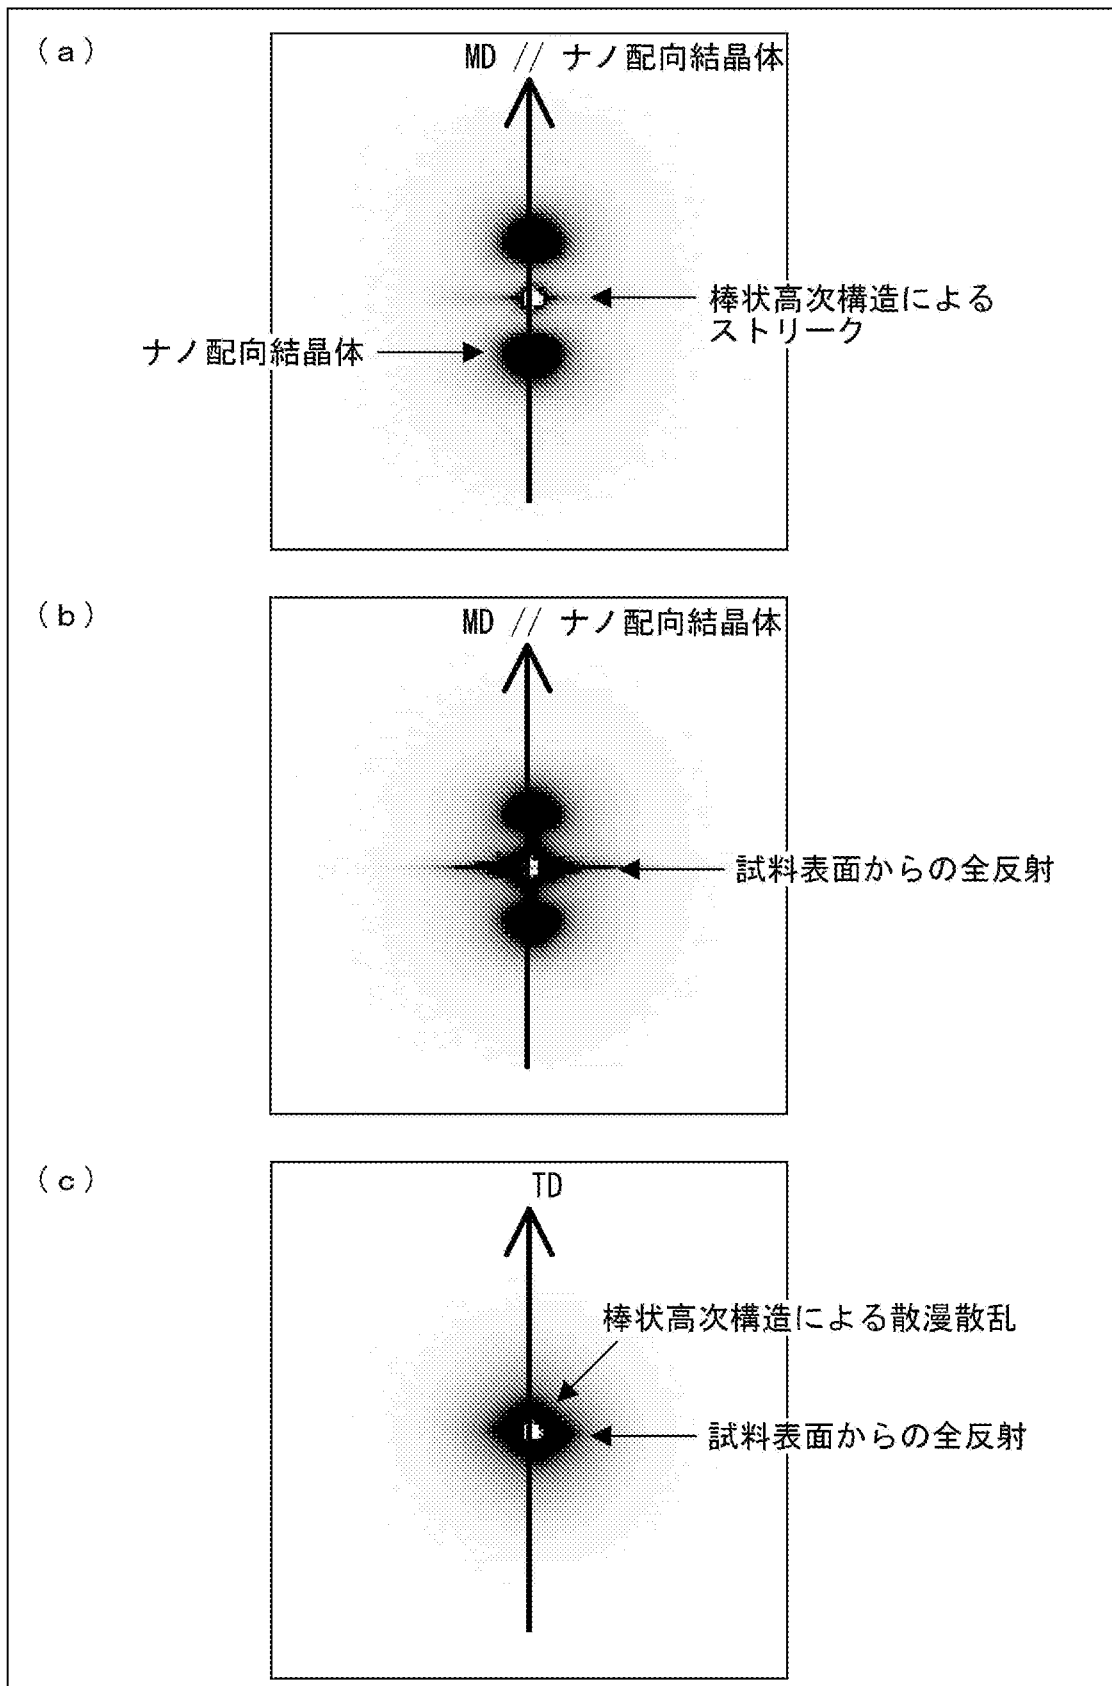 (a)
MD // ナノ配向結晶体
棒状高次構造による
ストリーク
ナノ配向結晶体
(b)
MD // ナノ配向結晶体
試料表面からの全反射
(c)
TD
棒状高次構造による散漫散乱
試料表面からの全反射